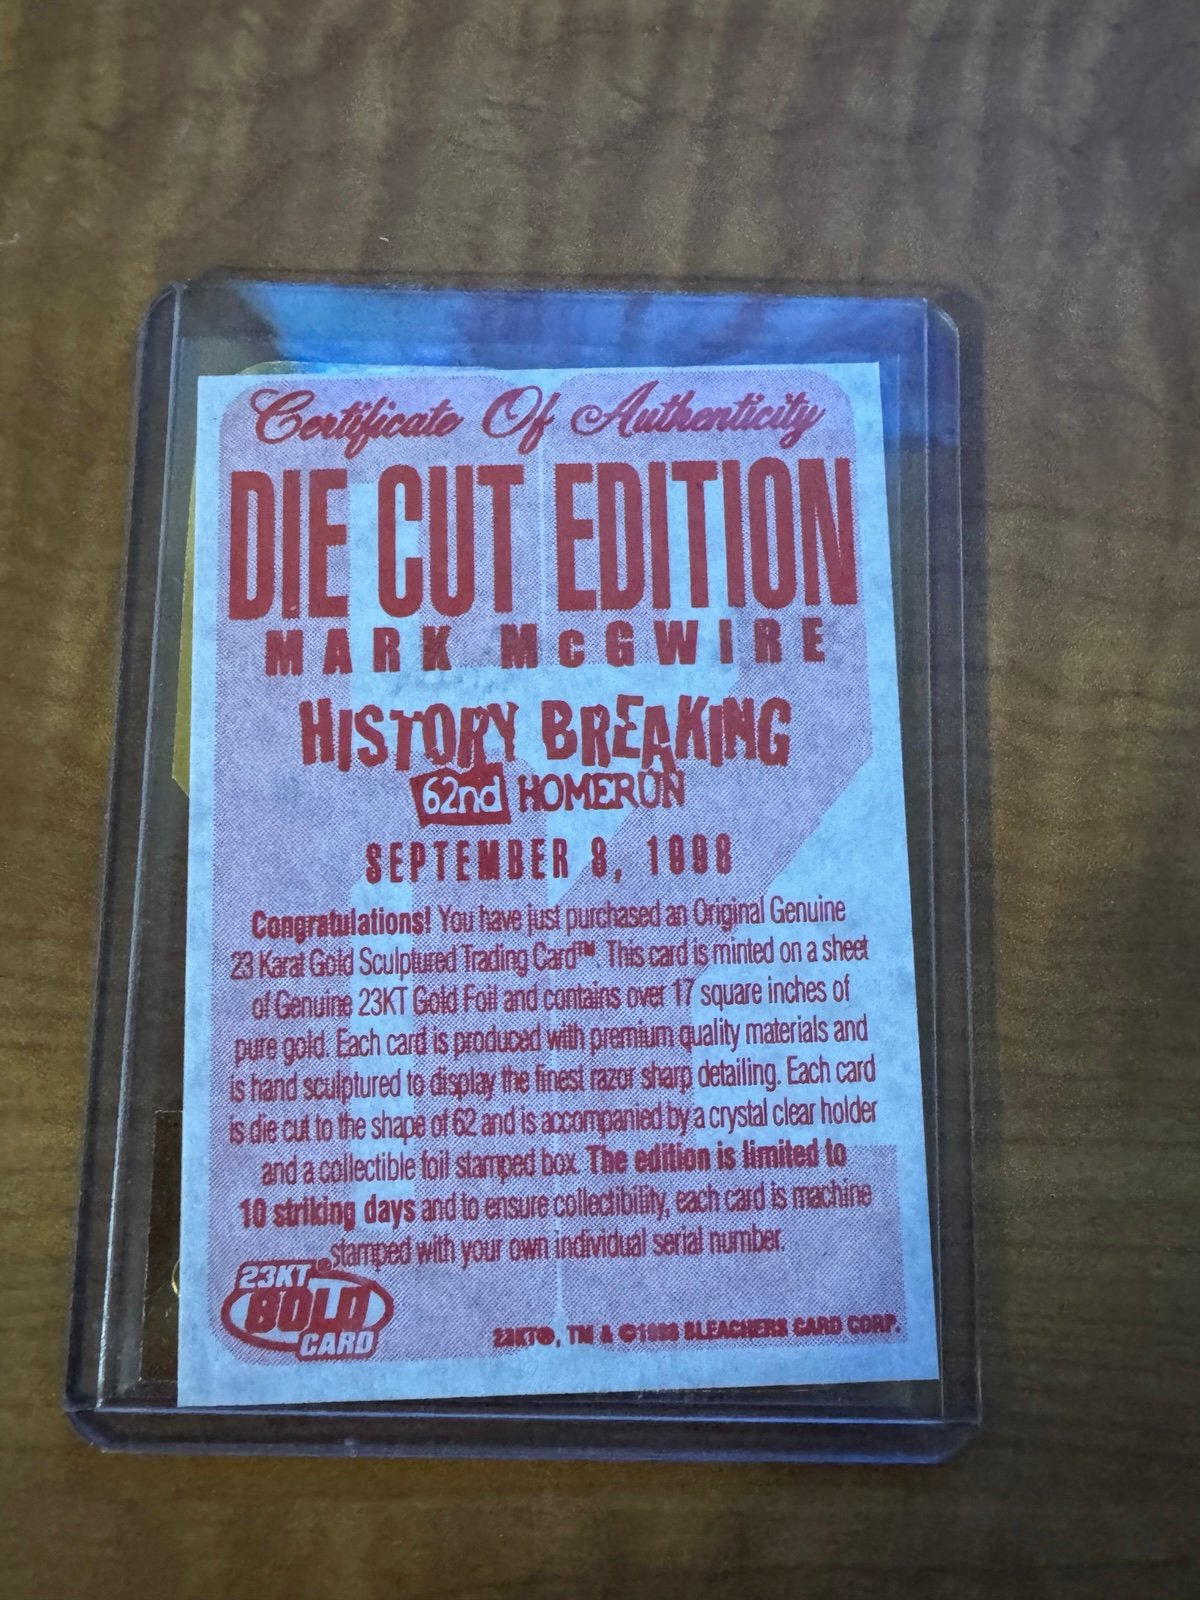 Certificate Of Authenticity
DIE CUT EDITION
MARK McGWIRE
HISTORY BREAKING
62nd HOMERUN
SEPTEMBER 8, 1998
Congratulations! You have just purchased an Original Genuine
23 Karat Gold Sculptured Trading Card™. This card is minted on a sheet
of Genuine 23KT Gold Foil and contains over 17 square inches of
pure gold. Each card is produced with premium quality materials and
is hand sculptured to display the finest razor sharp detailing. Each card
is die cut to the shape of 62 and is accompanied by a crystal clear holder
and a collectible foil stamped box. The edition is limited to
10 striking days and to ensure collectibility, each card is machine
stamped with your own individual serial number.
23KT®
GOLD
CARD
23KT®, TM & ©1998 BLEACHERS CARD CORP.